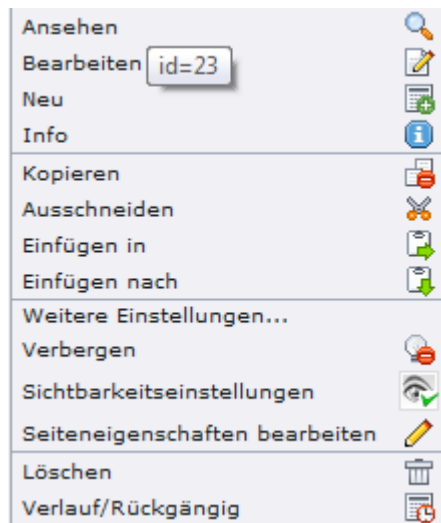 Ansehen
Bearbeiten id=23
Neu
Info
Kopieren
Ausschneiden
Einfügen in
Einfügen nach
Weitere Einstellungen...
Verbergen
Sichtbarkeitseinstellungen
Seiteneigenschaften bearbeiten
Löschen
Verlauf/Rückgängig